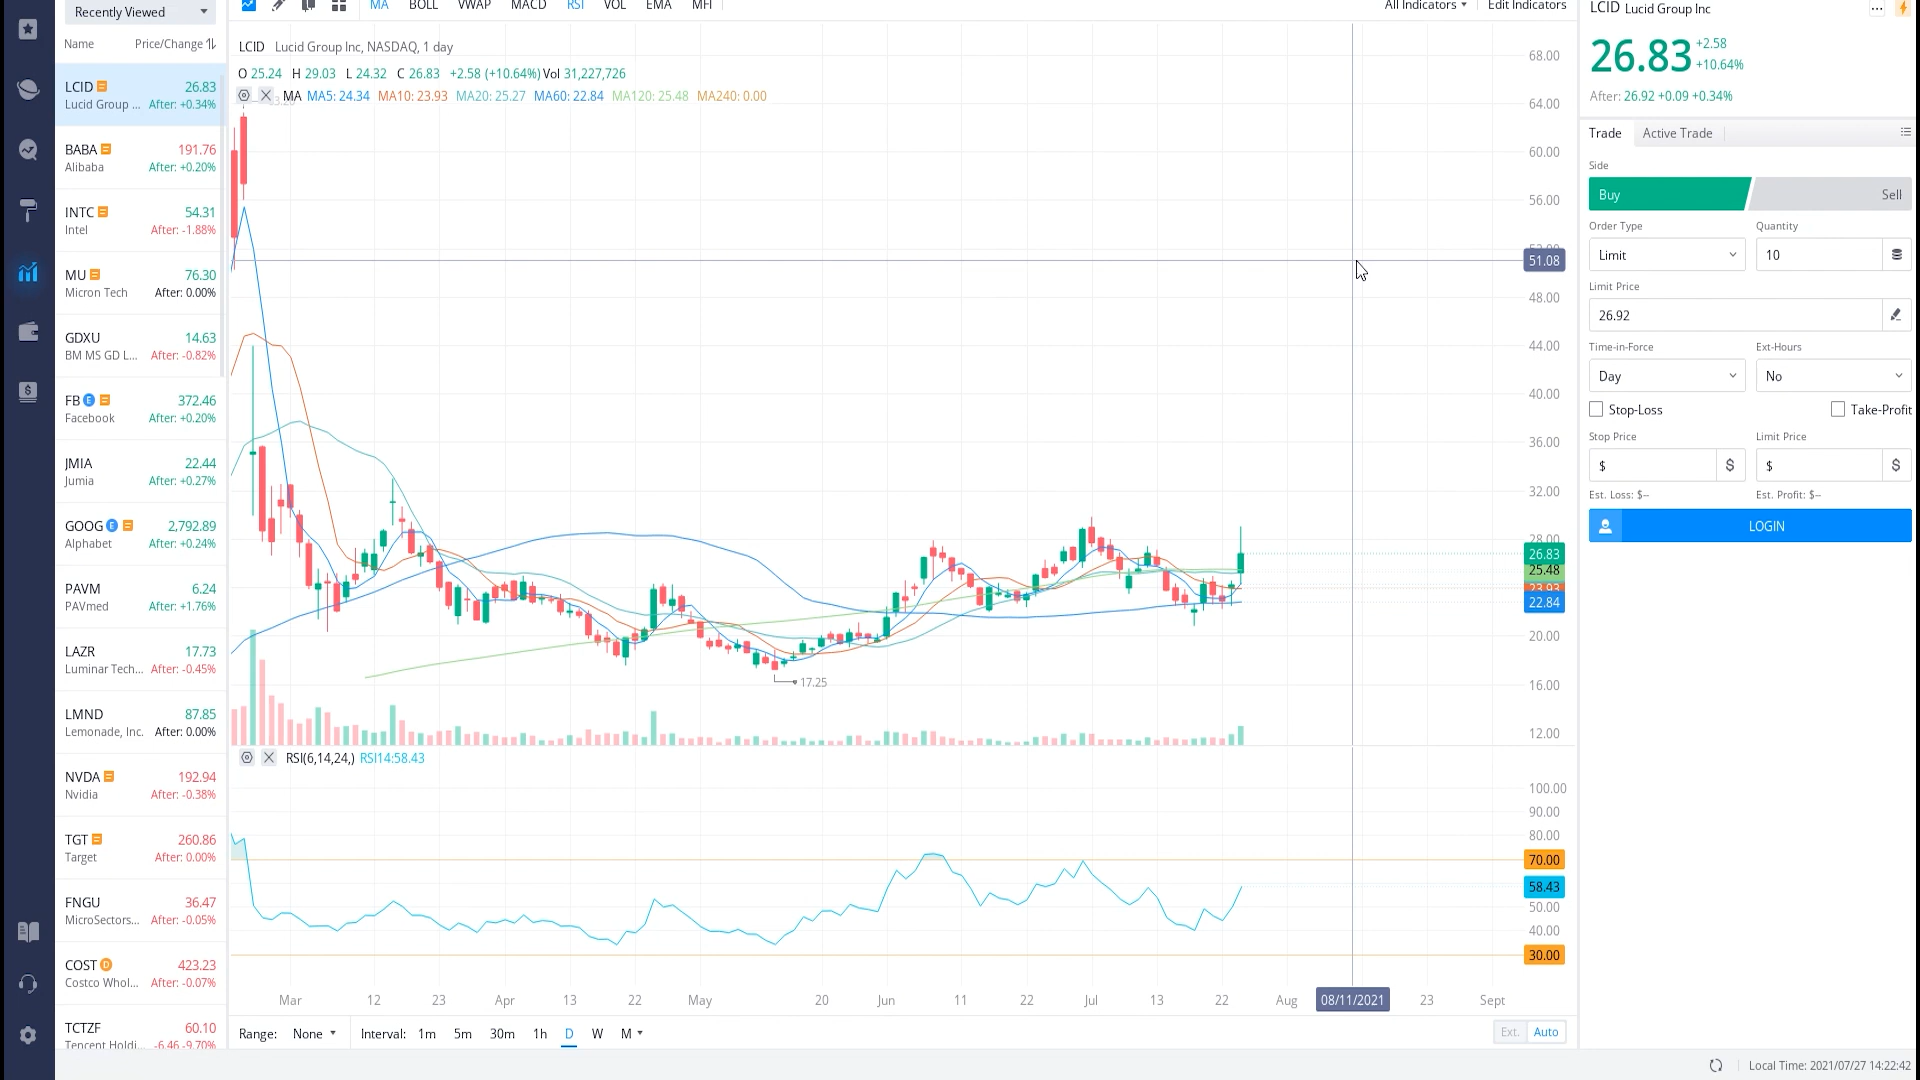 Recently Viewed
Name Price/Change
LCID 26.83
Lucid Group ... After: +0.34%
BABA 191.76
Alibaba After: +0.20%
INTC 54.31
Intel After: -1.88%
MU 76.30
Micron Tech After: 0.00%
GDXU 14.63
BM MS GD L... After: -0.82%
FB E 372.46
Facebook After: +0.20%
JMIA 22.44
Jumia After: +0.27%
GOOG E 2,792.89
Alphabet After: +0.24%
PAVM 6.24
PAVmed After: +1.76%
LAZR 17.73
Luminar Tech... After: -0.45%
LMND 87.85
Lemonade, Inc. After: 0.00%
NVDA 192.94
Nvidia After: -0.38%
TGT 260.86
Target After: 0.00%
FNGU 36.47
MicroSectors... After: -0.05%
COST D 423.23
Costco Whol... After: -0.07%
TCTZF 60.10
Tencent Holdi... -6.46 -9.70%
MA BOLL VWAP MACD RSI VOL EMA MFI All Indicators Edit Indicators
LCID Lucid Group Inc, NASDAQ, 1 day
O 25.24 H 29.03 L 24.32 C 26.83 +2.58 (+10.64%) Vol 31,227,726
MA MA5: 24.34 MA10: 23.93 MA20: 25.27 MA60: 22.84 MA120: 25.48 MA240: 0.00
68.00
64.00
60.00
56.00
51.08
48.00
44.00
40.00
36.00
32.00
28.00
26.83
25.48
23.93
22.84
20.00
16.00
12.00
17.25
RSI(6,14,24,) RSI14:58.43
100.00
90.00
80.00
70.00
58.43
50.00
40.00
30.00
Mar 12 23 Apr 13 22 May 20 Jun 11 22 Jul 13 22 Aug 08/11/2021 23 Sept
Range: None Interval: 1m 5m 30m 1h D W M Ext. Auto
LCID Lucid Group Inc ...
26.83 +2.58
+10.64%
After: 26.92 +0.09 +0.34%
Trade Active Trade
Side
Buy Sell
Order Type Quantity
Limit 10
Limit Price
26.92
Time-in-Force Ext-Hours
Day No
Stop-Loss Take-Profit
Stop Price Limit Price
$ $ $ $
Est. Loss: $-- Est. Profit: $--
LOGIN
Local Time: 2021/07/27 14:22:42